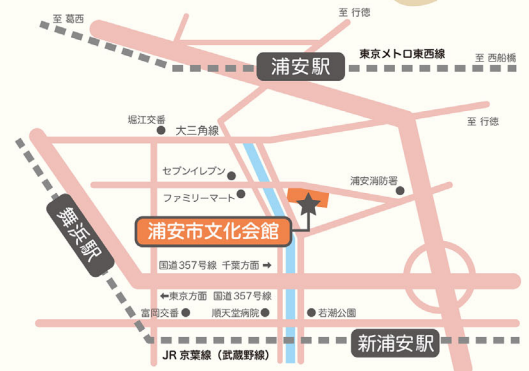 至 行徳
至 葛西
東京メトロ東西線
浦安駅
至 西船橋
堀江交番
大三角線
至 行徳
セブンイレブン
浦安消防署
ファミリーマート
浦安市文化会館
舞浜駅
国道357号線 千葉方面 →
←東京方面 国道357号線
富岡交番
順天堂病院
若潮公園
新浦安駅
JR 京葉線（武蔵野線）